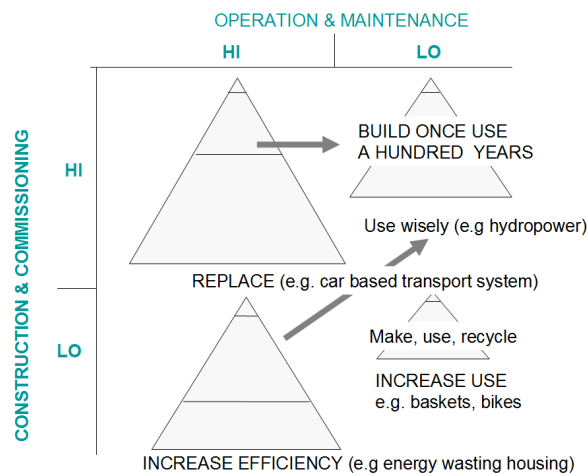 OPERATION & MAINTENANCE
HI
LO
CONSTRUCTION & COMMISSIONING
HI
BUILD ONCE USE
A HUNDRED YEARS
Use wisely (e.g hydropower)
REPLACE (e.g. car based transport system)
LO
Make, use, recycle
INCREASE USE
e.g. baskets, bikes
INCREASE EFFICIENCY (e.g energy wasting housing)